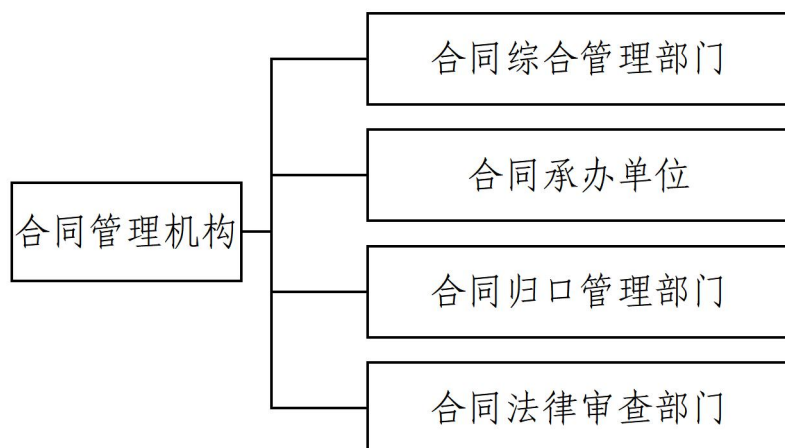 合同综合管理部门
合同承办单位
合同管理机构
合同归口管理部门
合同法律审查部门